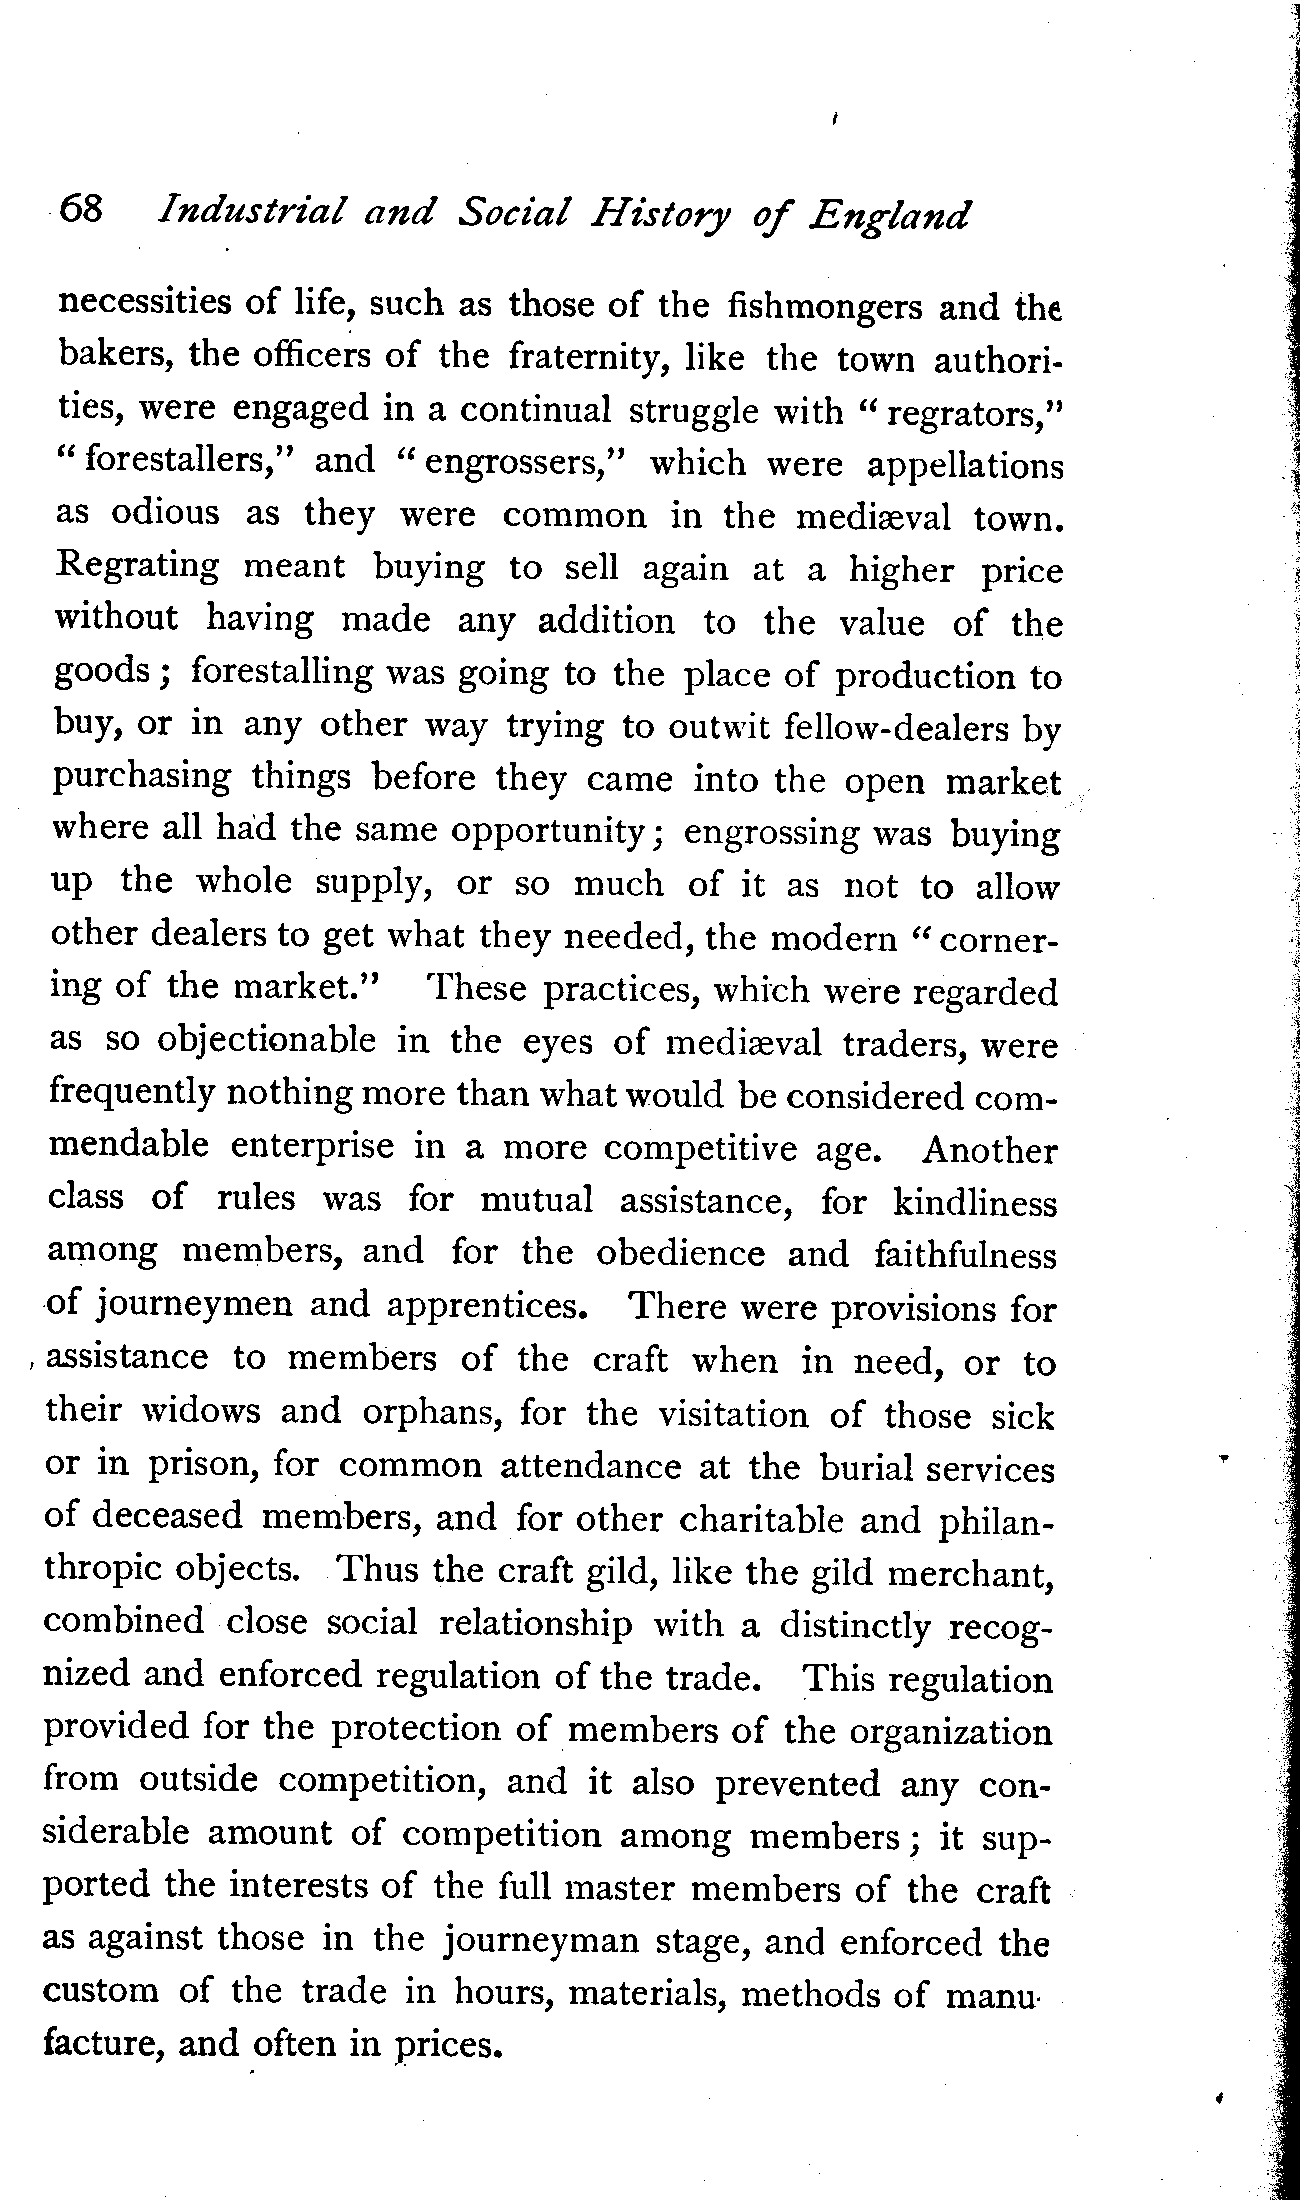 68 Industrial and Social History of England
necessities of life, such as those of the fishmongers and the
bakers, the officers of the fraternity, like the town authori-
ties, were engaged in a continual struggle with "regrators,"
"forestallers," and "engrossers," which were appellations
as odious as they were common in the mediæval town.
Regrating meant buying to sell again at a higher price
without having made any addition to the value of the
goods; forestalling was going to the place of production to
buy, or in any other way trying to outwit fellow-dealers by
purchasing things before they came into the open market
where all had the same opportunity; engrossing was buying
up the whole supply, or so much of it as not to allow
other dealers to get what they needed, the modern "corner-
ing of the market." These practices, which were regarded
as so objectionable in the eyes of mediæval traders, were
frequently nothing more than what would be considered com-
mendable enterprise in a more competitive age. Another
class of rules was for mutual assistance, for kindliness
among members, and for the obedience and faithfulness
of journeymen and apprentices. There were provisions for
assistance to members of the craft when in need, or to
their widows and orphans, for the visitation of those sick
or in prison, for common attendance at the burial services
of deceased members, and for other charitable and philan-
thropic objects. Thus the craft gild, like the gild merchant,
combined close social relationship with a distinctly recog-
nized and enforced regulation of the trade. This regulation
provided for the protection of members of the organization
from outside competition, and it also prevented any con-
siderable amount of competition among members; it sup-
ported the interests of the full master members of the craft
as against those in the journeyman stage, and enforced the
custom of the trade in hours, materials, methods of manu-
facture, and often in prices.